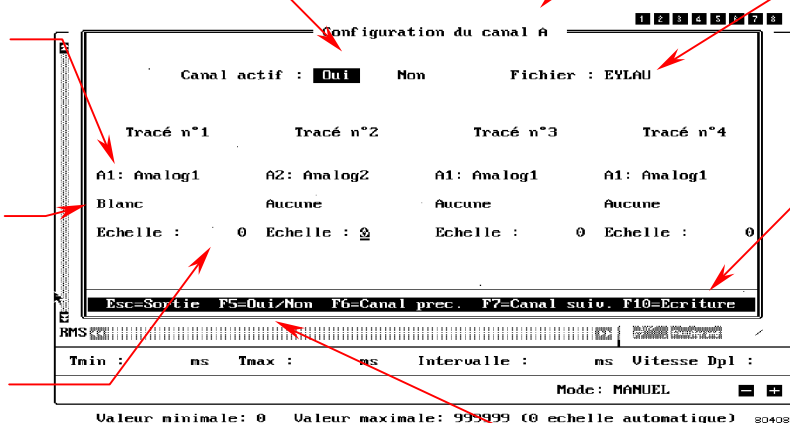 1 2 3 4 5 6 7 8
Configuration du canal A
Canal actif : Oui Non Fichier : EYLAU
Tracé n°1 Tracé n°2 Tracé n°3 Tracé n°4
A1: Analog1 A2: Analog2 A1: Analog1 A1: Analog1
Blanc Aucune Aucune Aucune
Echelle : 0 Echelle : 0 Echelle : 0 Echelle : 0
Esc=Sortie F5=Oui/Non F6=Canal prec. F7=Canal suiv. F10=Ecriture
RMS
Tmin : ms Tmax : ms Intervalle : ms Vitesse Dpl :
Mode: MANUEL - +
Valeur minimale: 0 Valeur maximale: 999999 (0 echelle automatique) 80408